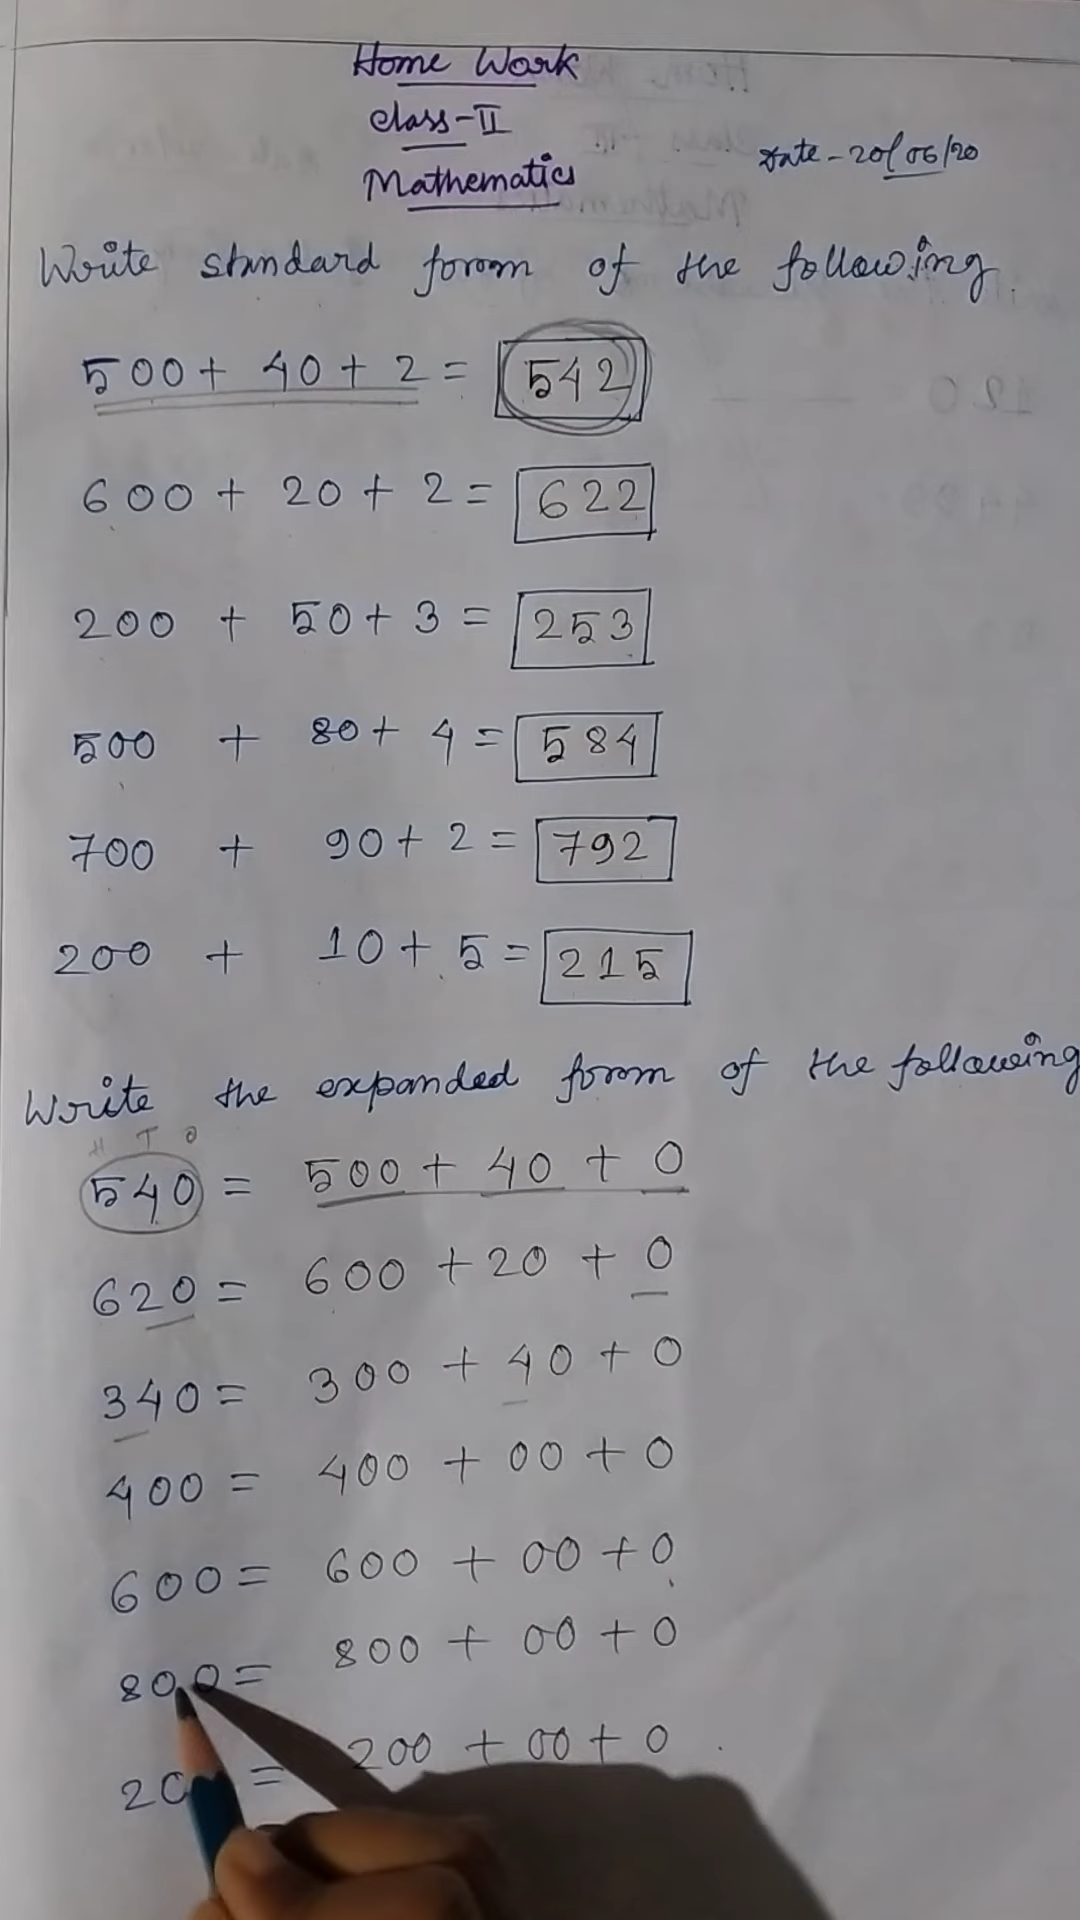 Home Work
Class-II
Mathematics
Date-20/06/20
Write standard form of the following.
500+ 40 + 2 = 542
600 + 20 + 2 = 622
200 + 50 + 3 = 253
500 + 80 + 4 = 584
700 + 90 + 2 = 792
200 + 10 + 5 = 215
Write the expanded form of the following
H T O
540 = 500 + 40 + 0
620 = 600 + 20 + 0
340 = 300 + 40 + 0
400 = 400 + 00 + 0
600 = 600 + 00 + 0
800 = 800 + 00 + 0
20 = 200 + 00 + 0